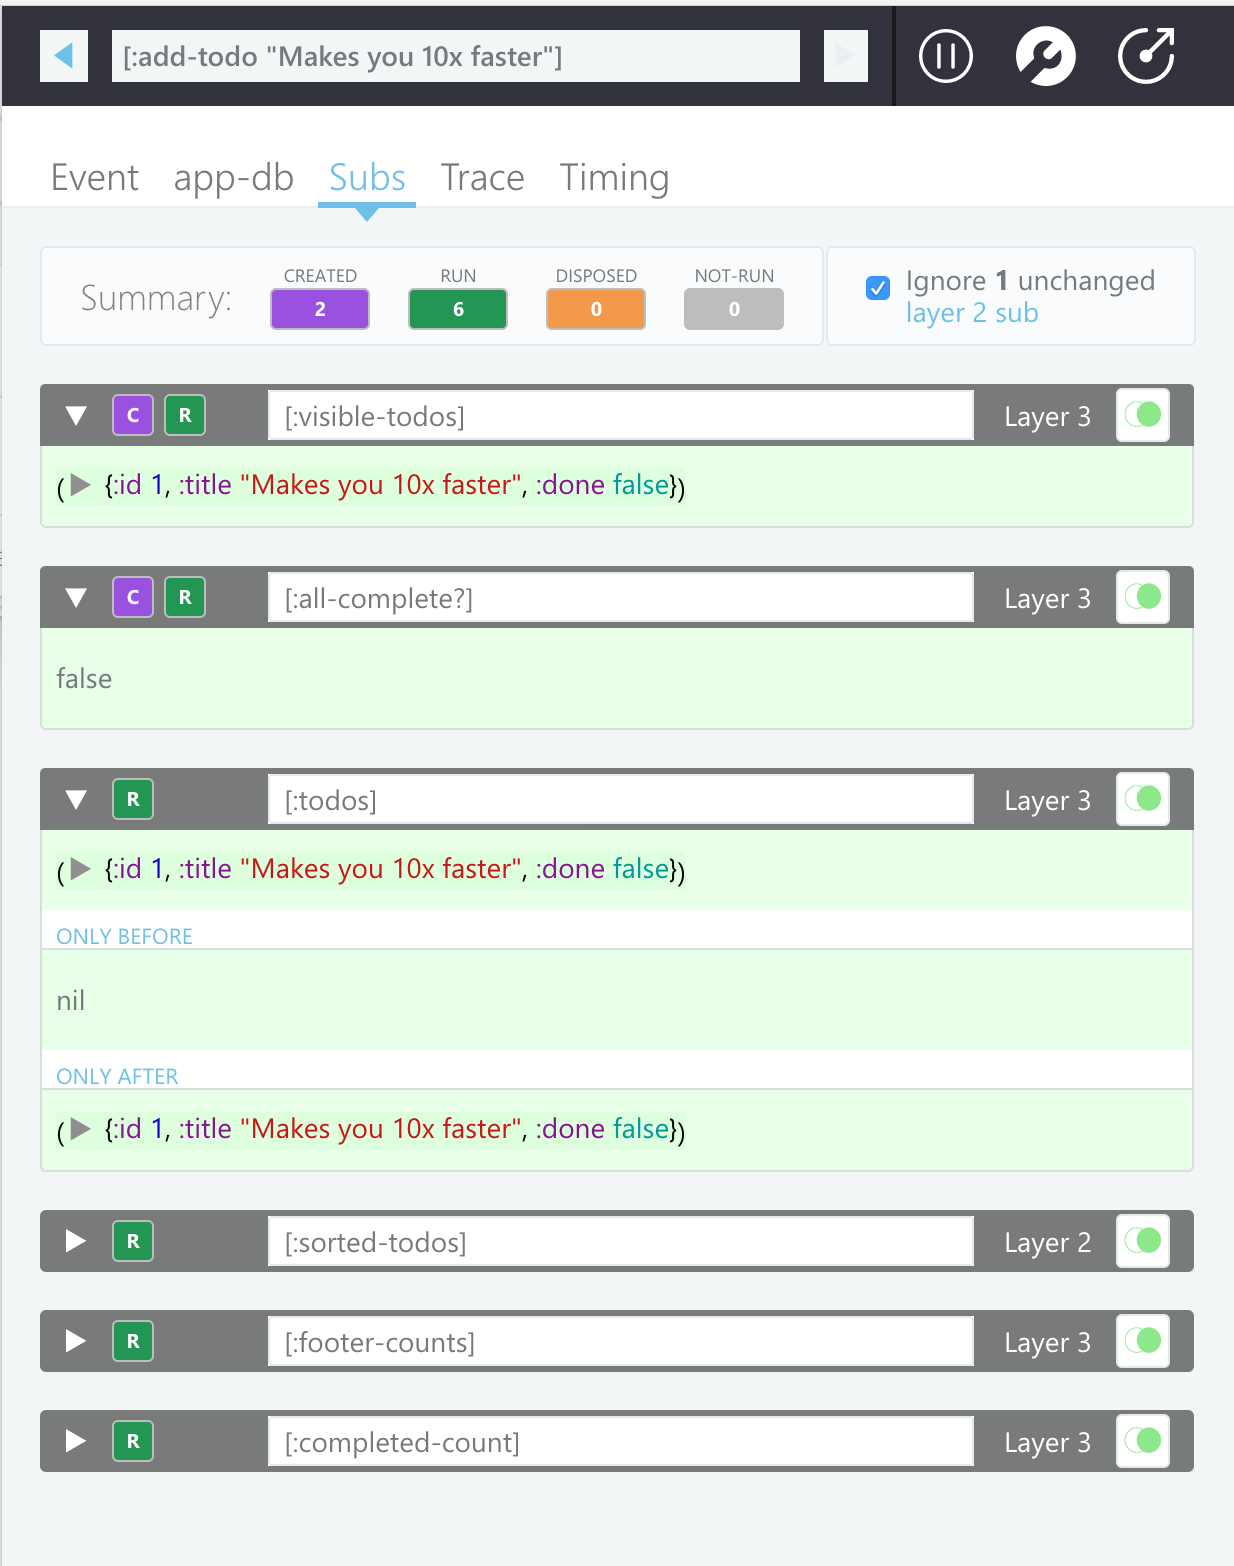 [:add-todo "Makes you 10x faster"]
Event app-db Subs Trace Timing
Summary:
CREATED RUN DISPOSED NOT-RUN
2 6 0 0
Ignore 1 unchanged
layer 2 sub
C R [:visible-todos] Layer 3
({:id 1, :title "Makes you 10x faster", :done false})
C R [:all-complete?] Layer 3
false
R [:todos] Layer 3
({:id 1, :title "Makes you 10x faster", :done false})
ONLY BEFORE
nil
ONLY AFTER
({:id 1, :title "Makes you 10x faster", :done false})
R [:sorted-todos] Layer 2
R [:footer-counts] Layer 3
R [:completed-count] Layer 3